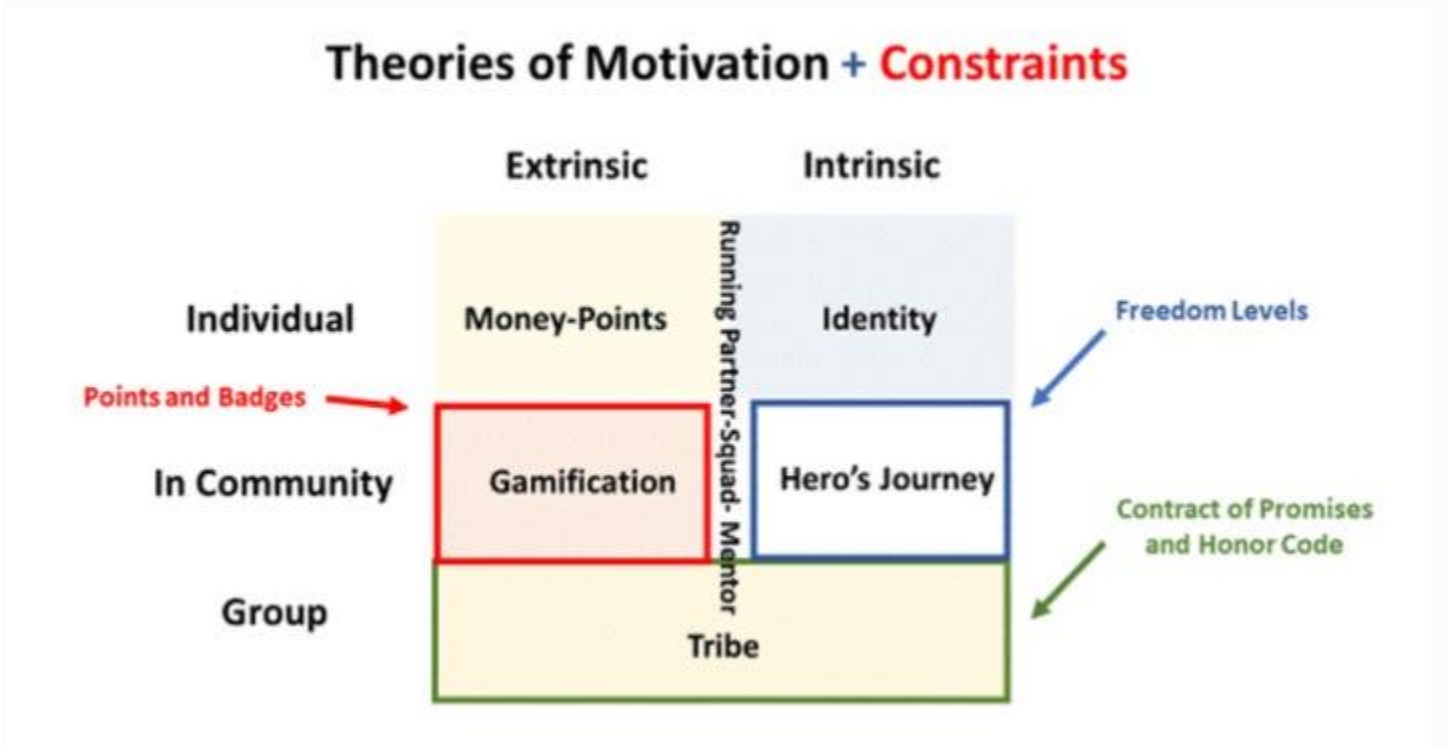 Theories of Motivation + Constraints
Extrinsic
Intrinsic
Running Partner-Squad- Mentor
Individual
Money-Points
Identity
Freedom Levels
Points and Badges
In Community
Gamification
Hero’s Journey
Contract of Promises
and Honor Code
Group
Tribe